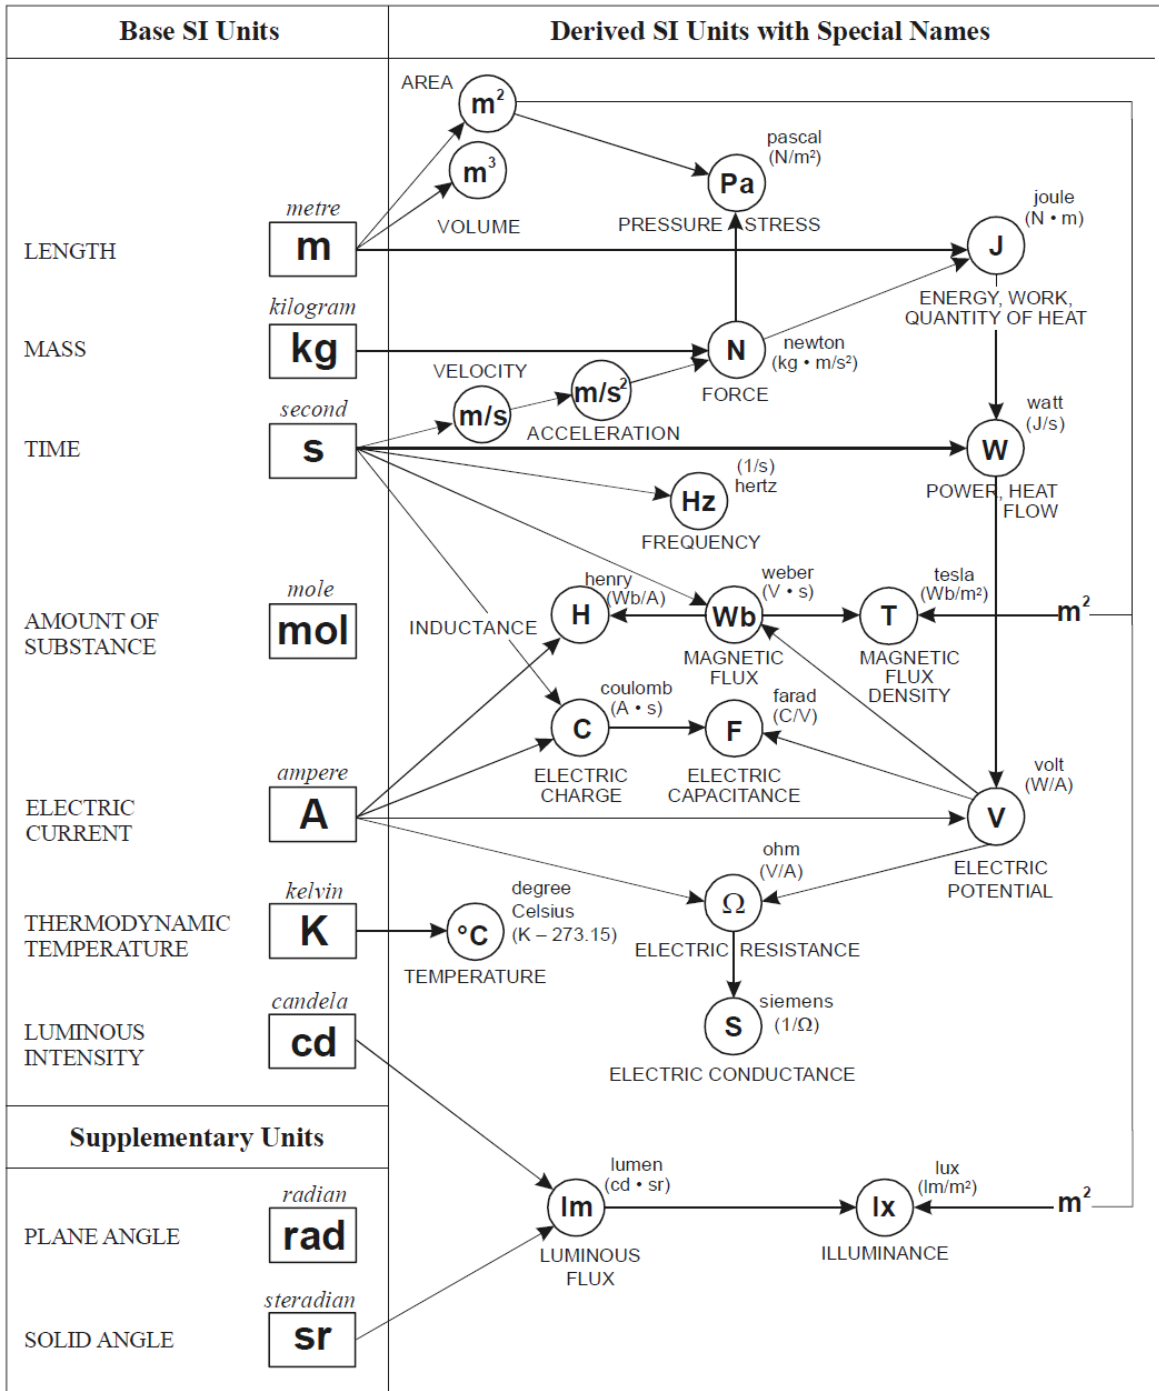 Base SI Units
Derived SI Units with Special Names
AREA
m²
pascal
(N/m²)
m³
Pa
metre
VOLUME
PRESSURE STRESS
joule
(N • m)
LENGTH
m
J
kilogram
ENERGY, WORK,
QUANTITY OF HEAT
MASS
kg
N
newton
(kg • m/s²)
VELOCITY
m/s²
FORCE
second
m/s
ACCELERATION
watt
(J/s)
TIME
s
W
(1/s)
hertz
POWER, HEAT
FLOW
Hz
FREQUENCY
mole
henry
(Wb/A)
weber
(V • s)
tesla
(Wb/m²)
AMOUNT OF
SUBSTANCE
mol
INDUCTANCE
H
Wb
T
m²
MAGNETIC
FLUX
MAGNETIC
FLUX
DENSITY
coulomb
(A • s)
farad
(C/V)
C
F
ampere
ELECTRIC
CHARGE
ELECTRIC
CAPACITANCE
volt
(W/A)
ELECTRIC
CURRENT
A
V
ohm
(V/A)
ELECTRIC
POTENTIAL
kelvin
degree
Celsius
(K – 273.15)
Ω
THERMODYNAMIC
TEMPERATURE
K
°C
ELECTRIC RESISTANCE
TEMPERATURE
candela
siemens
(1/Ω)
LUMINOUS
INTENSITY
cd
S
ELECTRIC CONDUCTANCE
Supplementary Units
radian
lumen
(cd • sr)
lux
(lm/m²)
PLANE ANGLE
rad
lm
lx
m²
LUMINOUS
FLUX
ILLUMINANCE
steradian
SOLID ANGLE
sr